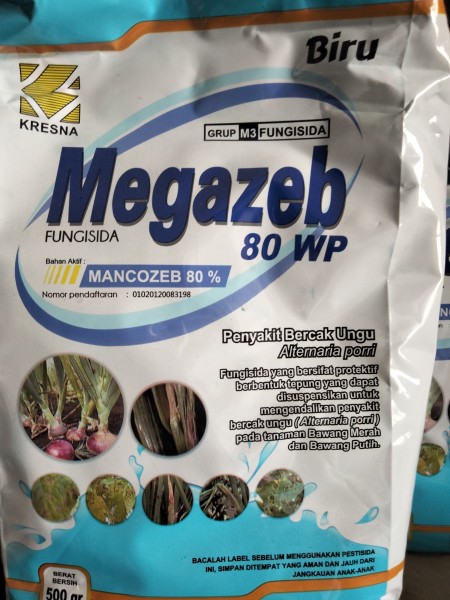 Biru
KRESNA
GRUP M3 FUNGISIDA
Megazeb
FUNGISIDA
80 WP
Bahan Aktif :
MANCOZEB 80 %
Nomor pendaftaran : 01020120083198
Penyakit Bercak Ungu
Alternaria porri
Fungisida yang bersifat protektif
berbentuk tepung yang dapat
disuspensikan untuk
mengendalikan penyakit
bercak ungu ( Alternaria porri )
pada tanaman Bawang Merah
dan Bawang Putih.
BACALAH LABEL SEBELUM MENGGUNAKAN PESTISIDA
INI, SIMPAN DITEMPAT YANG AMAN DAN JAUH DARI
JANGKAUAN ANAK-ANAK
BERAT
BERSIH
500 gr